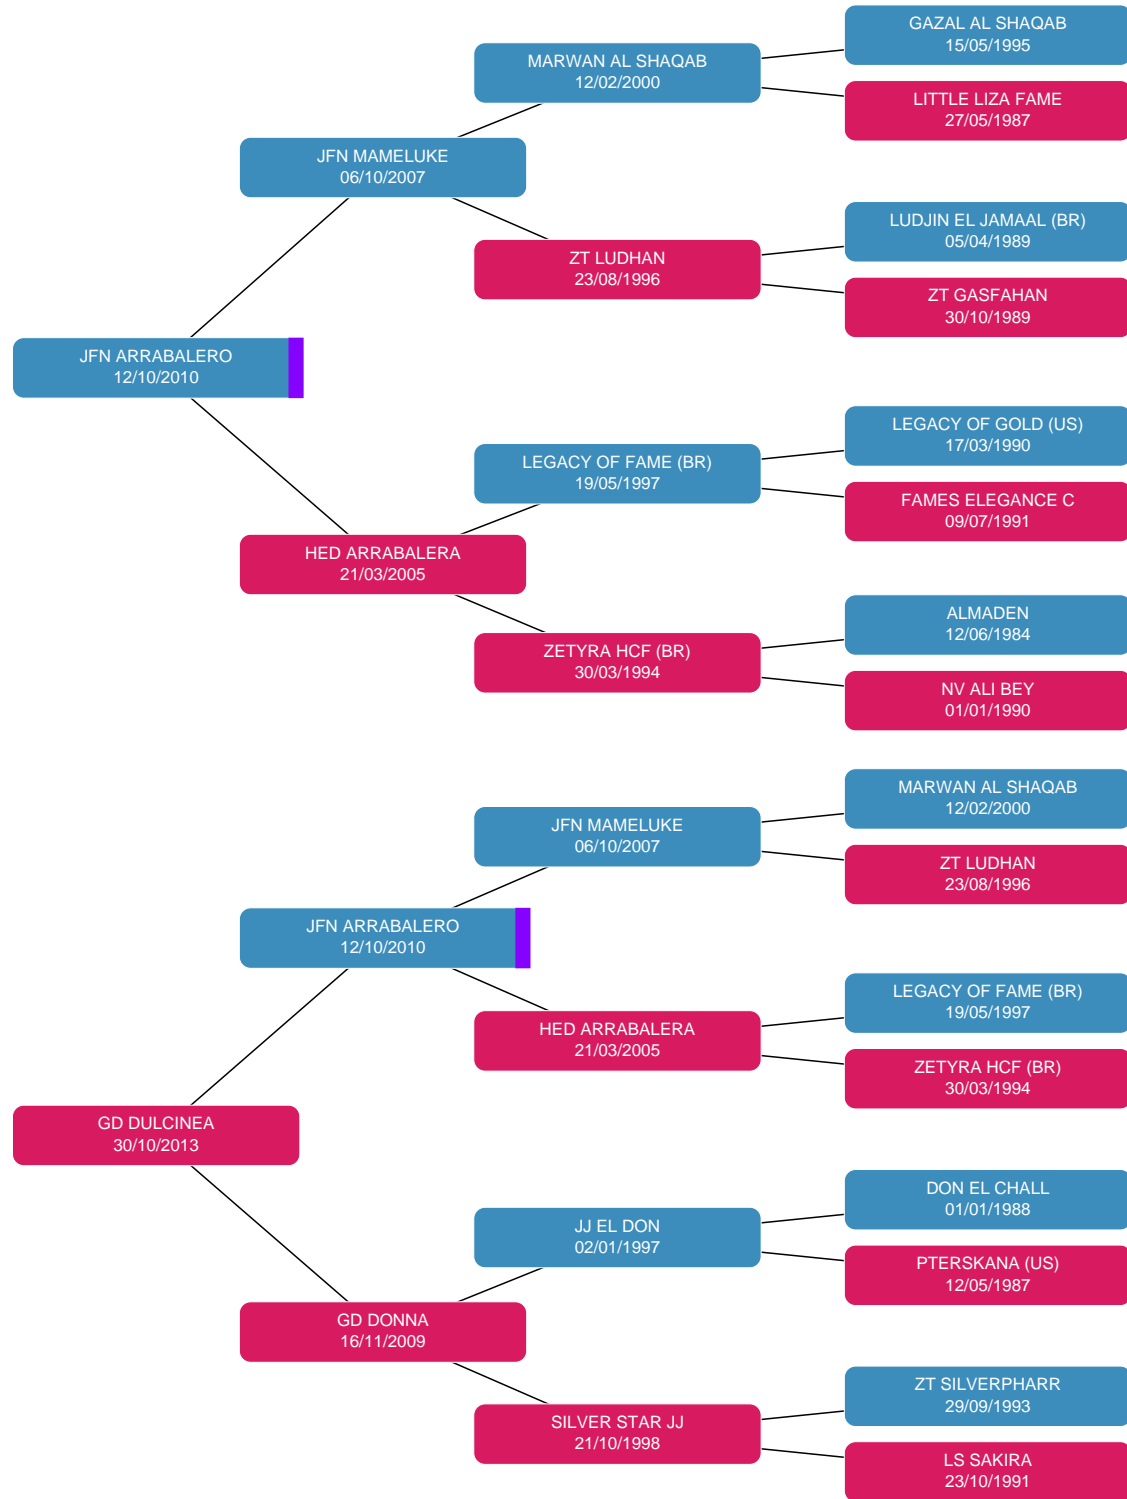 GAZAL AL SHAQAB
15/05/1995
MARWAN AL SHAQAB
12/02/2000
LITTLE LIZA FAME
27/05/1987
JFN MAMELUKE
06/10/2007
LUDJIN EL JAMAAL (BR)
05/04/1989
ZT LUDHAN
23/08/1996
ZT GASFAHAN
30/10/1989
JFN ARRABALERO
12/10/2010
LEGACY OF GOLD (US)
17/03/1990
LEGACY OF FAME (BR)
19/05/1997
FAMES ELEGANCE C
09/07/1991
HED ARRABALERA
21/03/2005
ALMADEN
12/06/1984
ZETYRA HCF (BR)
30/03/1994
NV ALI BEY
01/01/1990
MARWAN AL SHAQAB
12/02/2000
JFN MAMELUKE
06/10/2007
ZT LUDHAN
23/08/1996
JFN ARRABALERO
12/10/2010
LEGACY OF FAME (BR)
19/05/1997
HED ARRABALERA
21/03/2005
ZETYRA HCF (BR)
30/03/1994
GD DULCINEA
30/10/2013
DON EL CHALL
01/01/1988
JJ EL DON
02/01/1997
PTERSKANA (US)
12/05/1987
GD DONNA
16/11/2009
ZT SILVERPHARR
29/09/1993
SILVER STAR JJ
21/10/1998
LS SAKIRA
23/10/1991